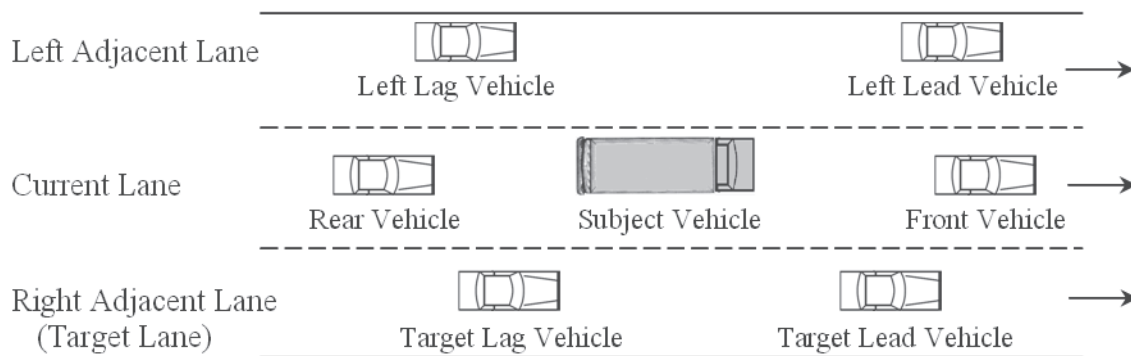 Left Adjacent Lane
Left Lag Vehicle
Left Lead Vehicle
Current Lane
Rear Vehicle
Subject Vehicle
Front Vehicle
Right Adjacent Lane
(Target Lane)
Target Lag Vehicle
Target Lead Vehicle